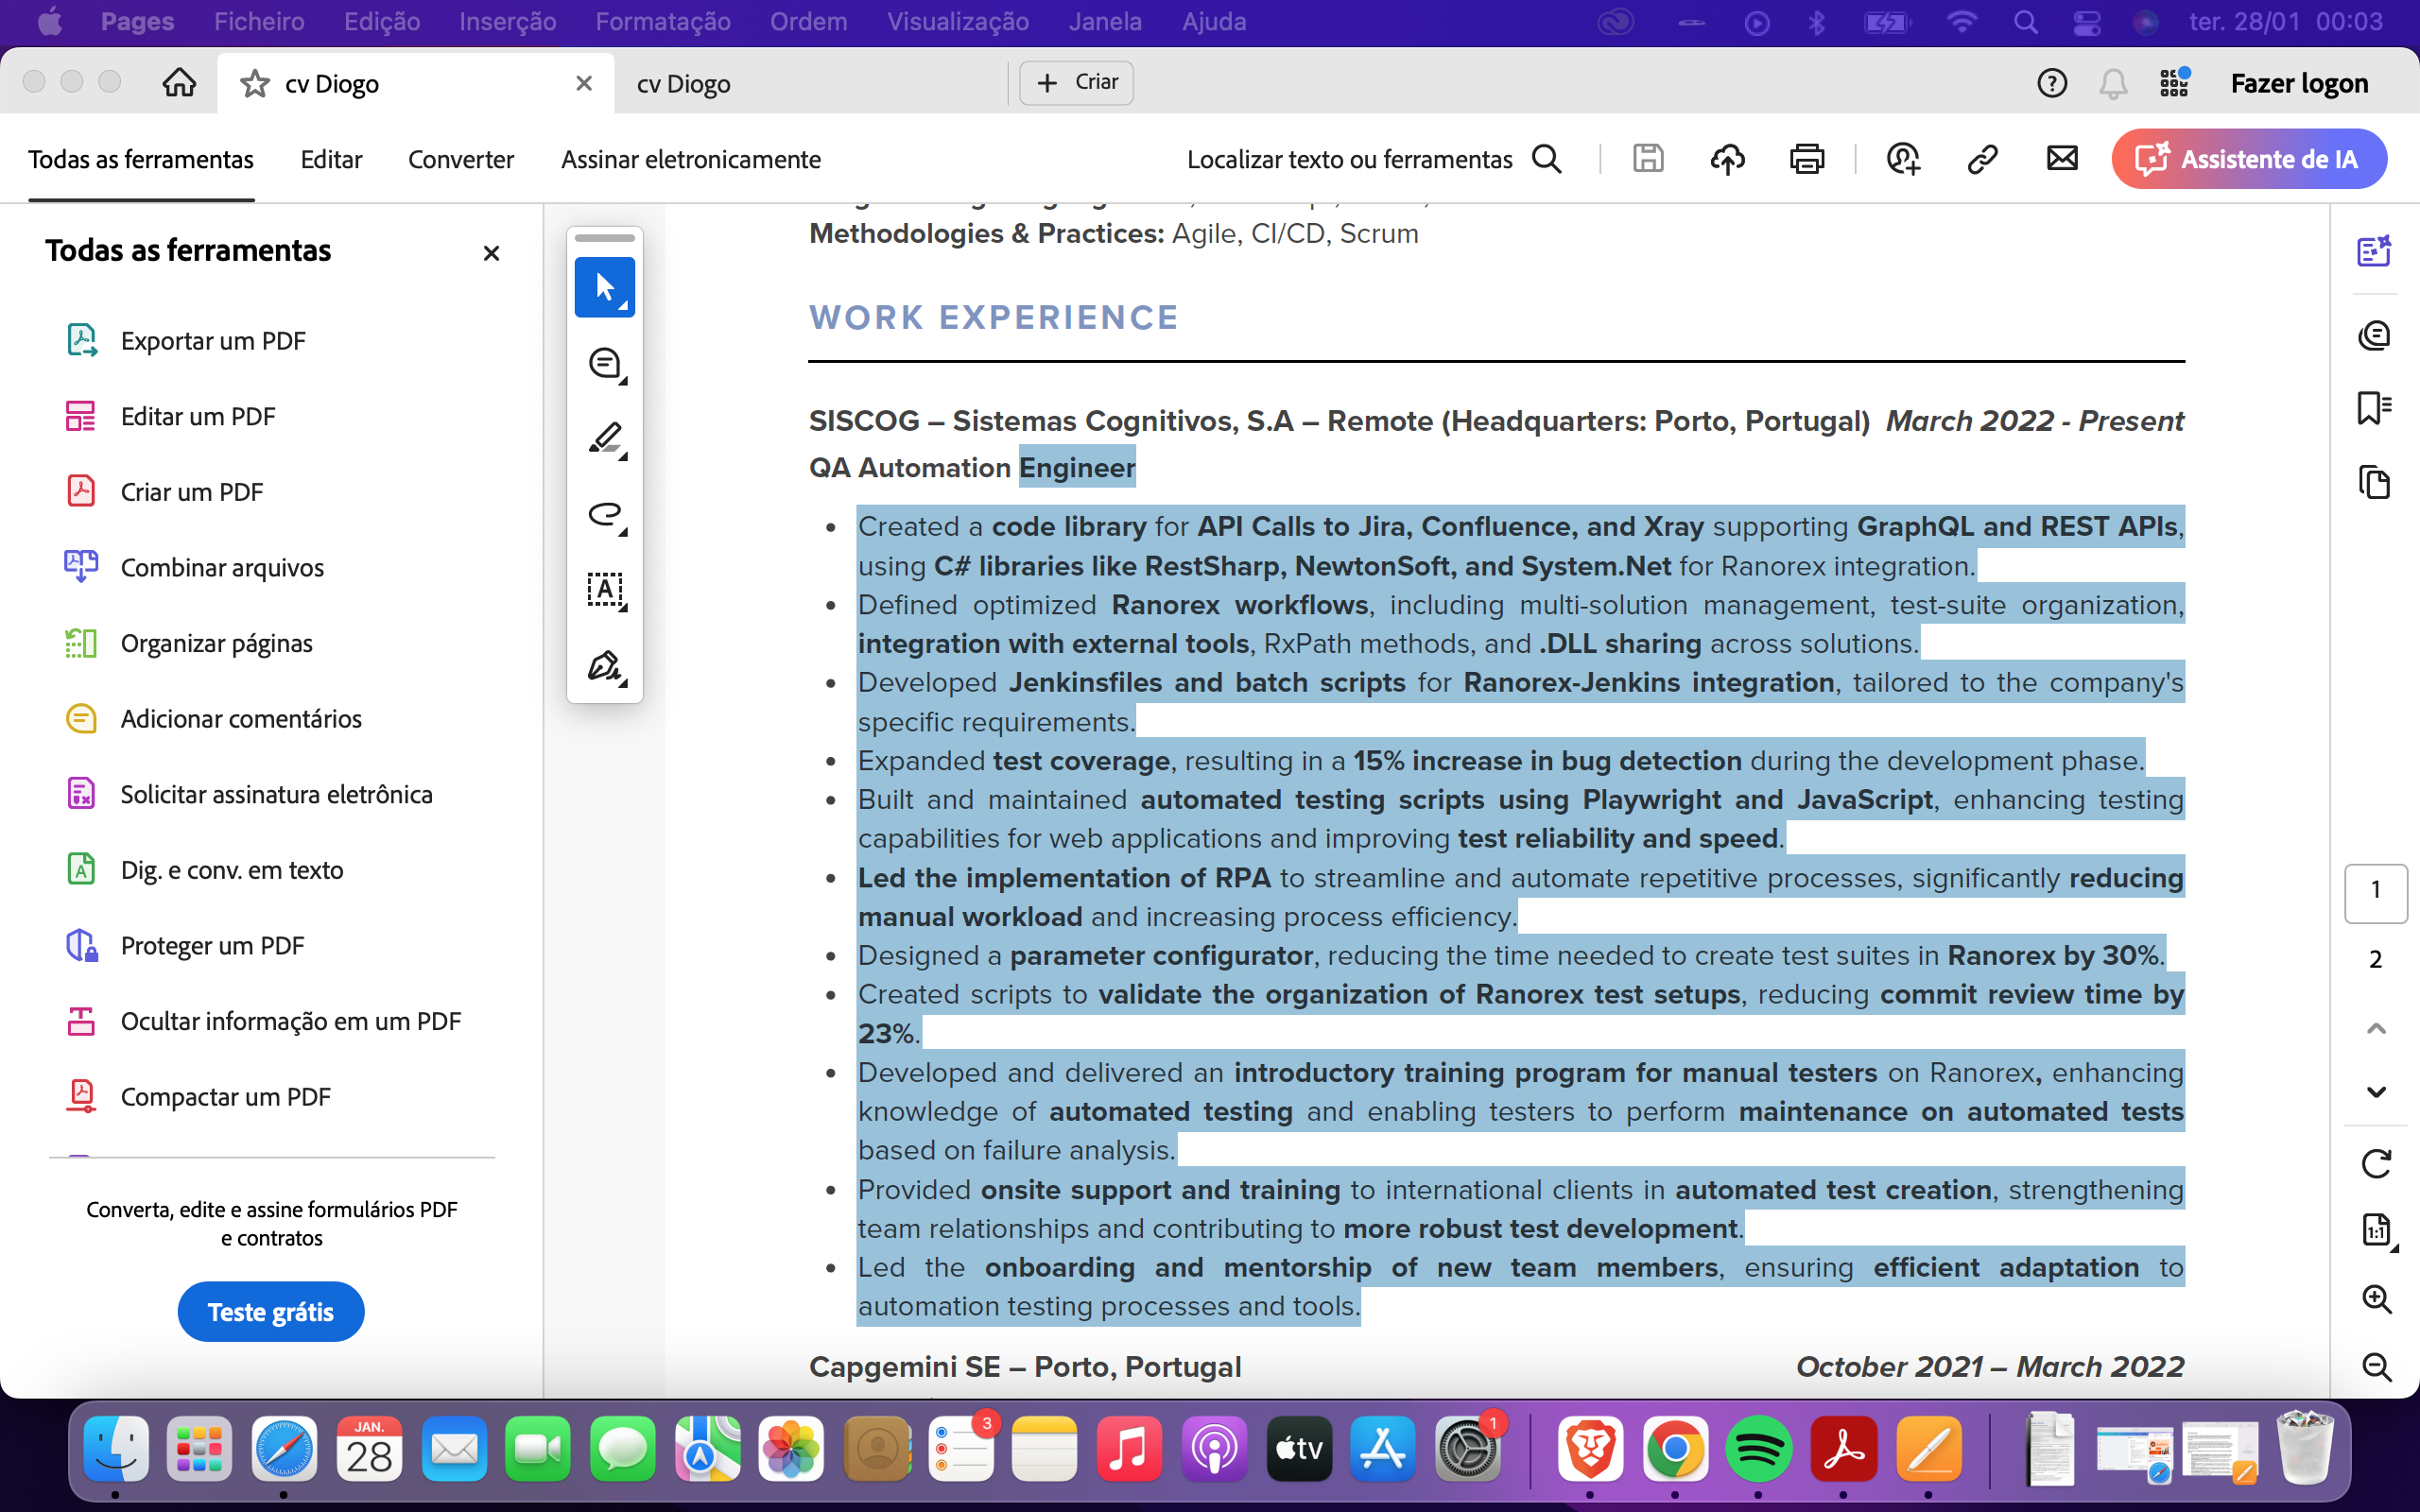 Pages Ficheiro Edição Inserção Formatação Ordem Visualização Janela Ajuda ter. 28/01 00:03
cv Diogo cv Diogo Criar Fazer logon
Todas as ferramentas Editar Converter Assinar eletronicamente Localizar texto ou ferramentas Assistente de IA
Todas as ferramentas
Exportar um PDF
Editar um PDF
Criar um PDF
Combinar arquivos
Organizar páginas
Adicionar comentários
Solicitar assinatura eletrônica
Dig. e conv. em texto
Proteger um PDF
Ocultar informação em um PDF
Compactar um PDF
Converta, edite e assine formulários PDF
e contratos
Teste grátis
Methodologies & Practices: Agile, CI/CD, Scrum
WORK EXPERIENCE
SISCOG – Sistemas Cognitivos, S.A – Remote (Headquarters: Porto, Portugal) March 2022 - Present
QA Automation Engineer
• Created a code library for API Calls to Jira, Confluence, and Xray supporting GraphQL and REST APIs,
using C# libraries like RestSharp, NewtonSoft, and System.Net for Ranorex integration.
• Defined optimized Ranorex workflows, including multi-solution management, test-suite organization,
integration with external tools, RxPath methods, and .DLL sharing across solutions.
• Developed Jenkinsfiles and batch scripts for Ranorex-Jenkins integration, tailored to the company's
specific requirements.
• Expanded test coverage, resulting in a 15% increase in bug detection during the development phase.
• Built and maintained automated testing scripts using Playwright and JavaScript, enhancing testing
capabilities for web applications and improving test reliability and speed.
• Led the implementation of RPA to streamline and automate repetitive processes, significantly reducing
manual workload and increasing process efficiency.
• Designed a parameter configurator, reducing the time needed to create test suites in Ranorex by 30%.
• Created scripts to validate the organization of Ranorex test setups, reducing commit review time by
23%.
• Developed and delivered an introductory training program for manual testers on Ranorex, enhancing
knowledge of automated testing and enabling testers to perform maintenance on automated tests
based on failure analysis.
• Provided onsite support and training to international clients in automated test creation, strengthening
team relationships and contributing to more robust test development.
• Led the onboarding and mentorship of new team members, ensuring efficient adaptation to
automation testing processes and tools.
Capgemini SE – Porto, Portugal October 2021 – March 2022
1
2
1:1
JAN.
28
3
tv
1